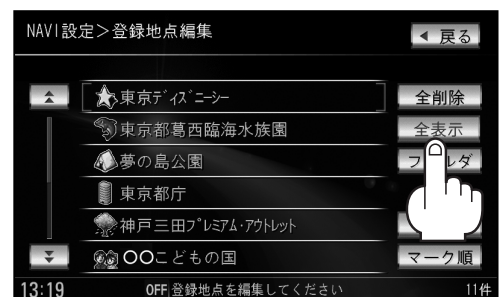 NAVI設定＞登録地点編集
◀ 戻る
東京ディズニーシー
全削除
東京都葛西臨海水族園
全表示
夢の島公園
東京都庁
神戸三田プレミアム･アウトレット
○○こどもの国
マーク順
13:19
OFF
登録地点を編集してください
11件